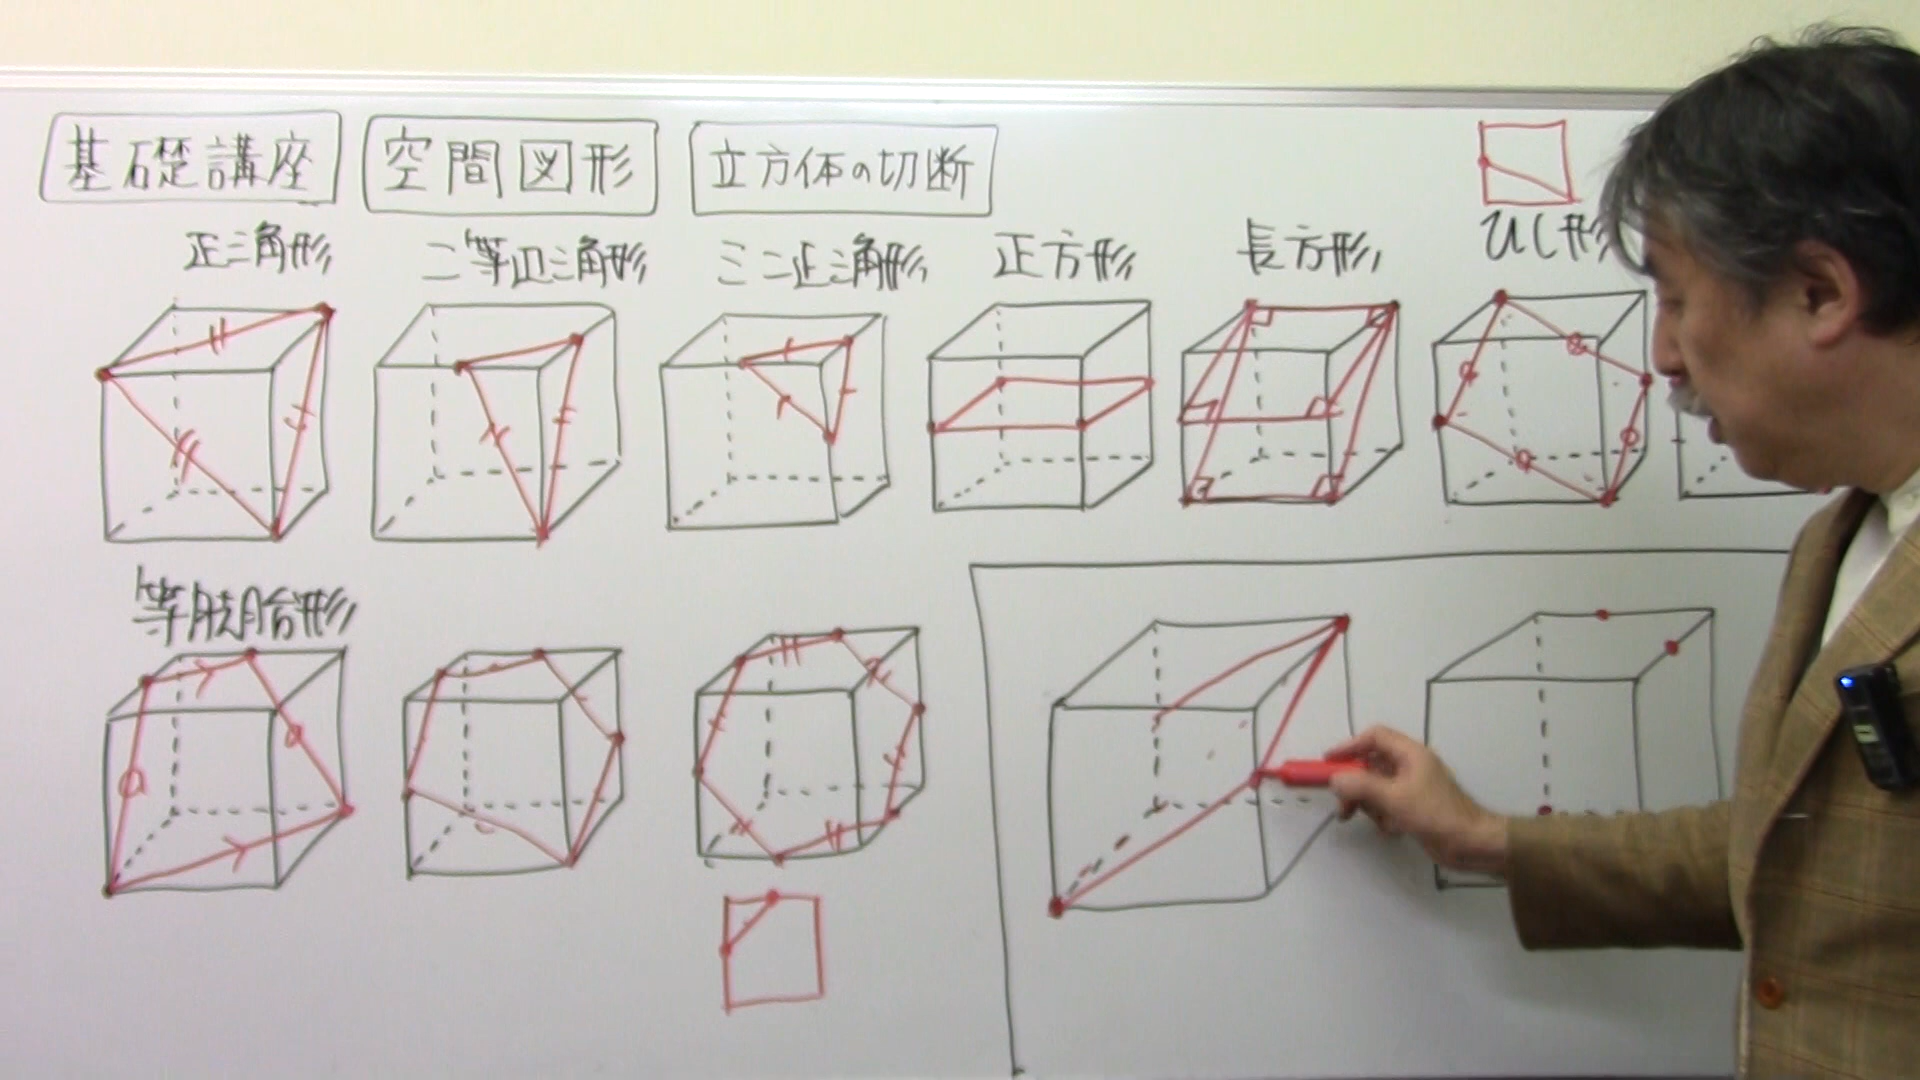 基礎講座 空間図形 立方体の切断
正三角形 二等辺三角形 ミニ正三角形 正方形 長方形 ひし形
等脚台形